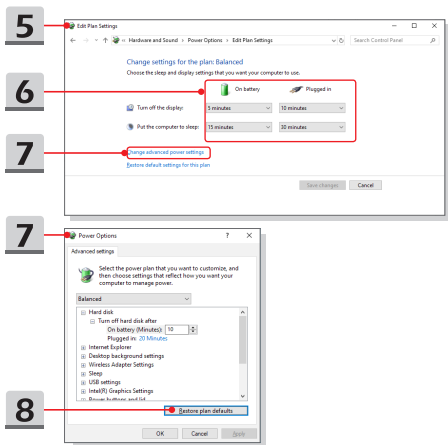 5
Edit Plan Settings
« Hardware and Sound › Power Options › Edit Plan Settings
Search Control Panel
Change settings for the plan: Balanced
Choose the sleep and display settings that you want your computer to use.
6
On battery Plugged in
Turn off the display: 5 minutes 10 minutes
Put the computer to sleep: 15 minutes 30 minutes
7
Change advanced power settings
Restore default settings for this plan
Save changes Cancel
7
Power Options ?
Advanced settings
Select the power plan that you want to customize, and
then choose settings that reflect how you want your
computer to manage power.
Balanced
Hard disk
Turn off hard disk after
On battery (Minutes): 10
Plugged in: 20 Minutes
Internet Explorer
Desktop background settings
Wireless Adapter Settings
Sleep
USB settings
Intel(R) Graphics Settings
Power buttons and lid
8
Restore plan defaults
OK Cancel Apply